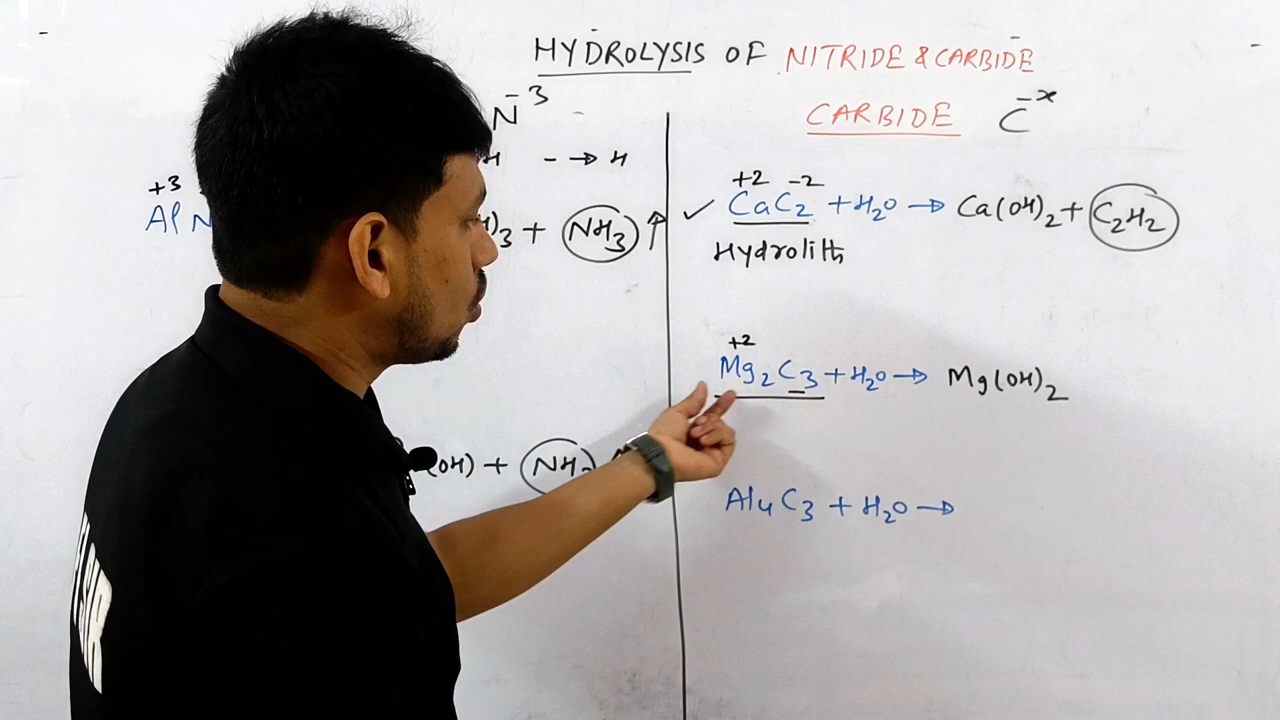 HYDROLYSIS OF NITRIDE & CARBIDE
N⁻³
H → H
+3
Al N
)₃ + NH₃ ↑
(OH) + NH₃
CARBIDE C⁻ˣ
+2 -2
✓ CaC₂ + H₂O → Ca(OH)₂ + C₂H₂
Hydrolith
+2
Mg₂C₃ + H₂O → Mg(OH)₂
Al₄C₃ + H₂O →
SIR